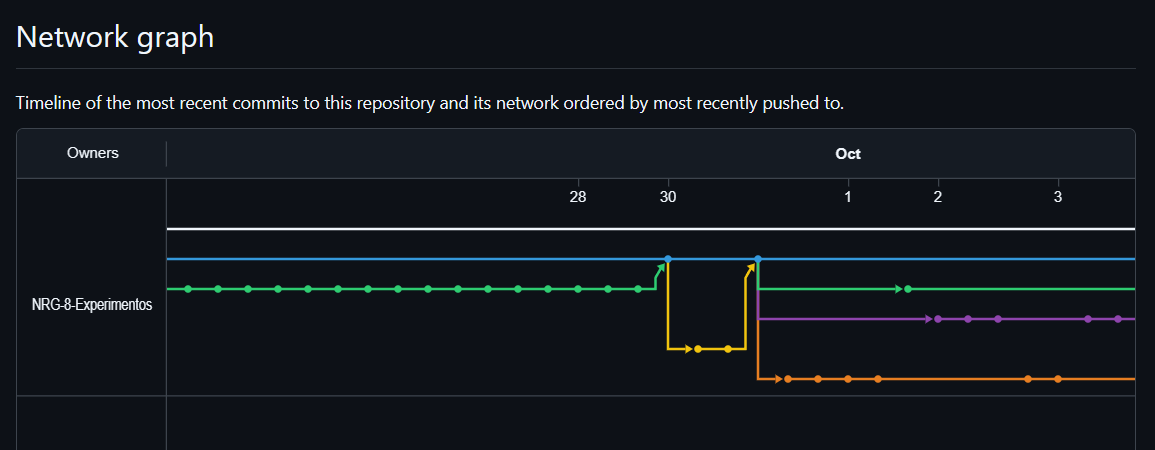 Network graph
Timeline of the most recent commits to this repository and its network ordered by most recently pushed to.
Owners
Oct
28 30 1 2 3
NRG-8-Experimentos